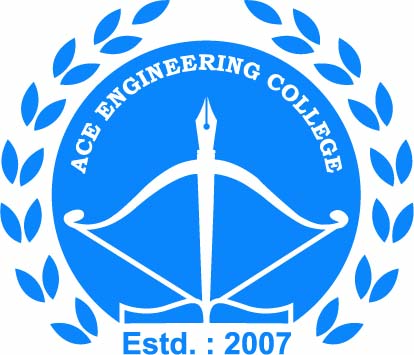 ACE ENGINEERING COLLEGE
Estd. : 2007